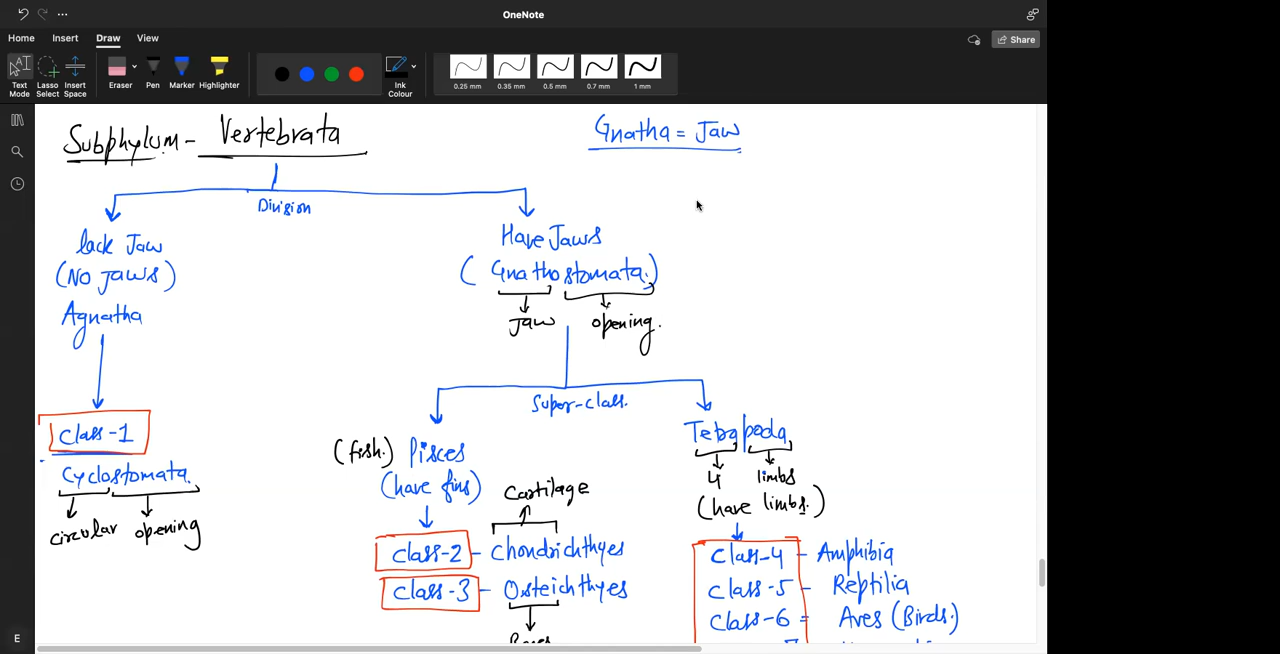 OneNote
Home Insert Draw View
Share
Text Mode
Lasso Select
Insert Space
Eraser
Pen
Marker
Highlighter
Ink Colour
0.25 mm
0.35 mm
0.5 mm
0.7 mm
1 mm
Subphylum - Vertebrata
Gnatha = Jaw
Division
lack Jaw
(No Jaws)
Agnatha
Have Jaws
(Gnathostomata.)
Jaw
opening.
Super-class.
class-1
Cyclostomata.
circular opening
(fish.) Pisces
(have fins)
Cartilage
class-2 - Chondrichthyes
class-3 - Osteichthyes
Tetrapoda
4 limbs
(have limbs.)
class-4 - Amphibia
class-5 - Reptilia
class-6 = Aves (Birds.)
E